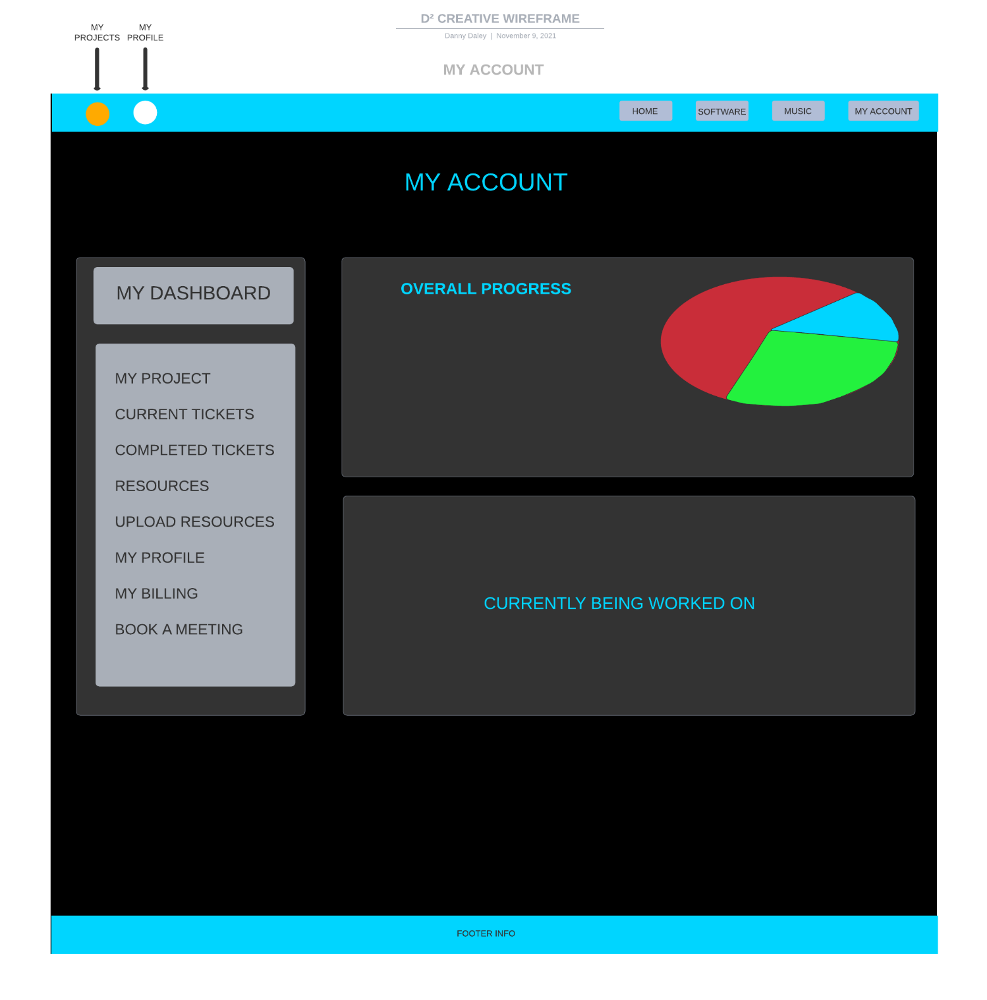 D² CREATIVE WIREFRAME
Danny Daley | November 9, 2021
MY
PROJECTS
MY
PROFILE
MY ACCOUNT
HOME
SOFTWARE
MUSIC
MY ACCOUNT
MY ACCOUNT
MY DASHBOARD
MY PROJECT
CURRENT TICKETS
COMPLETED TICKETS
RESOURCES
UPLOAD RESOURCES
MY PROFILE
MY BILLING
BOOK A MEETING
OVERALL PROGRESS
CURRENTLY BEING WORKED ON
FOOTER INFO